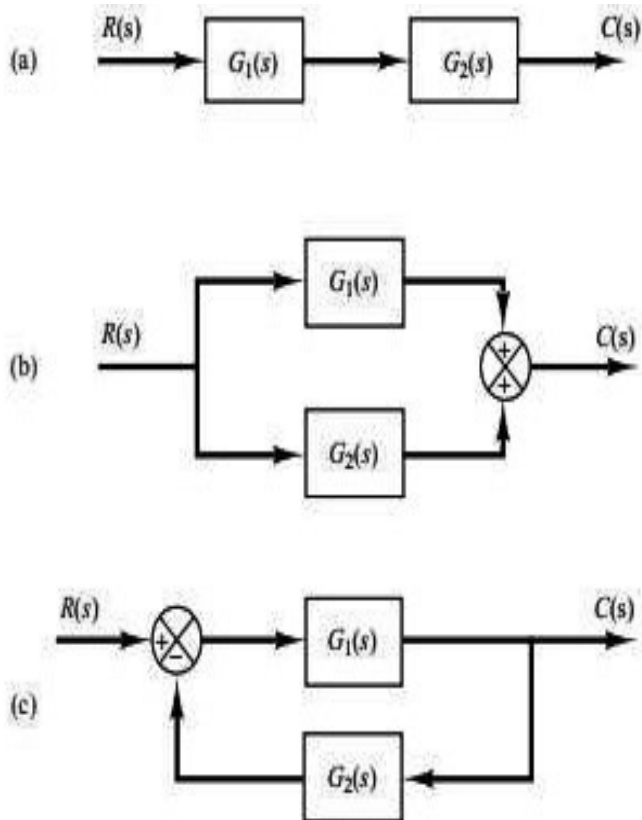 R(s) C(s)
(a) G₁(s) G₂(s)
G₁(s)
+
R(s) C(s)
(b)
+
G₂(s)
R(s) C(s)
+ G₁(s)
−
(c)
G₂(s)